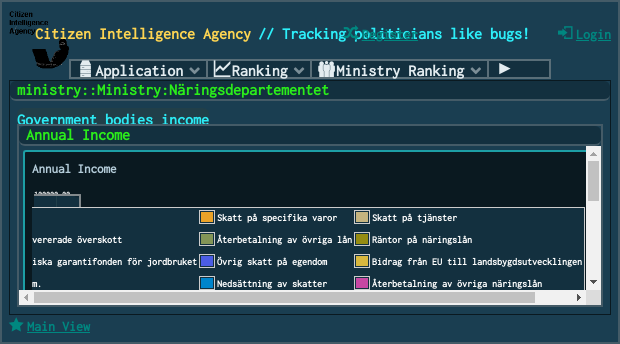 Citizen
Intelligence
Agency
Citizen Intelligence Agency // Tracking politicians like bugs!
Register
Login
Application
Ranking
Ministry Ranking
ministry::Ministry:Näringsdepartementet
Government bodies income
Annual Income
Annual Income
Skatt på specifika varor
Skatt på tjänster
vererade överskott
Återbetalning av övriga lån
Räntor på näringslån
iska garantifonden för jordbruket
Övrig skatt på egendom
Bidrag från EU till landsbygdsutvecklingen
m.
Nedsättning av skatter
Återbetalning av övriga näringslån
Main View